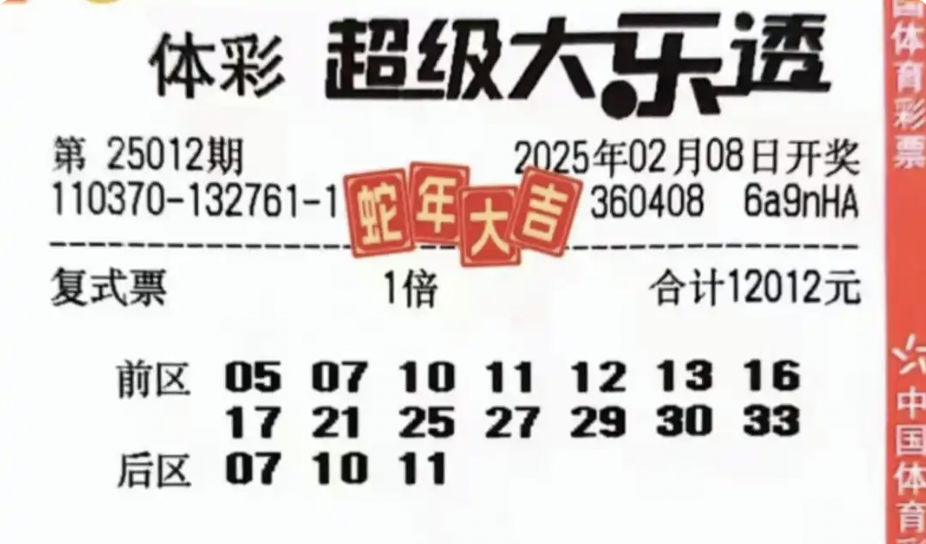 体彩 超级大乐透
第 25012期 2025年02月08日开奖
110370-132761-1 蛇年大吉 360408 6a9nHA
复式票 1倍 合计12012元
前区 05 07 10 11 12 13 16
17 21 25 27 29 30 33
后区 07 10 11
国体育彩票
中国体育